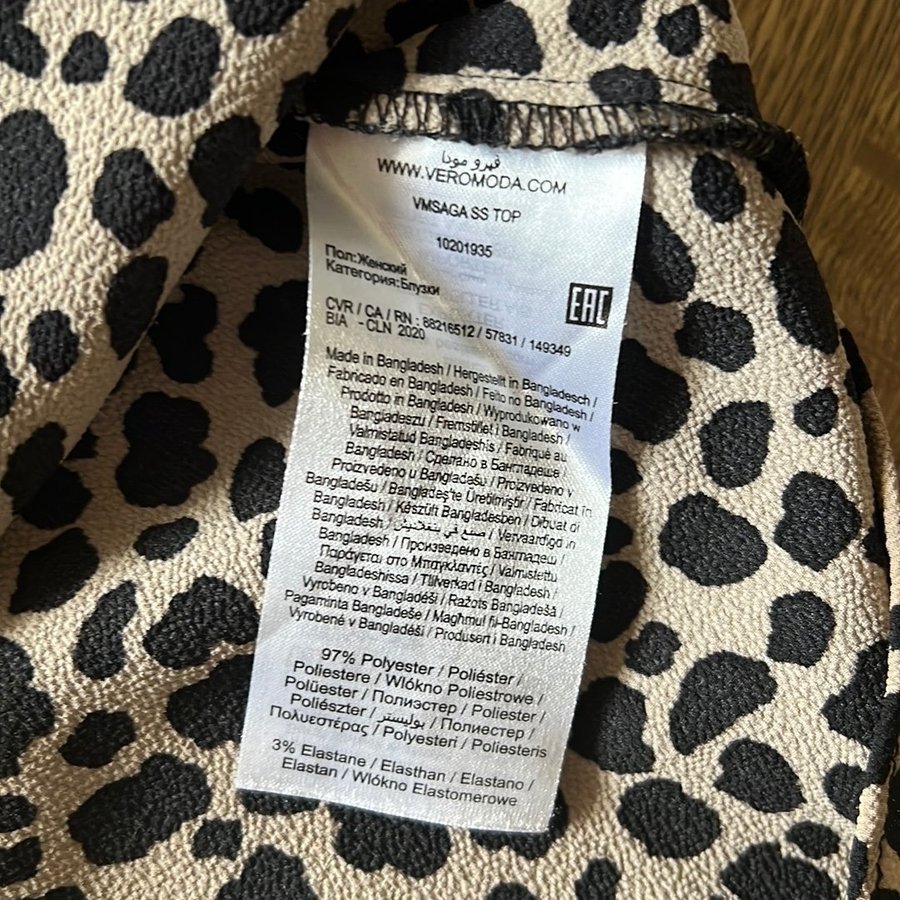 فيرو مودا
WWW.VEROMODA.COM
VMSAGA SS TOP
10201935
Пол:Женский
Категория:Блузки
EAC
CVR / CA / RN - 88216512 / 57831 / 149349
BIA - CLN 2020
Made in Bangladesh / Hergestellt in Bangladesch /
Fabricado en Bangladesh / Feito no Bangladesh /
Prodotto in Bangladesh / Wyprodukowano w
Bangladeszu / Fremstillet i Bangladesh /
Valmistatud Bangladeshis / Fabriqué au
Bangladesh / Сделано в Бангладеше /
Proizvedeno u Bangladešu / Proizvedeno v
Bangladešu / Bangladeş'te Üretilmiştir / Fabricat în
Bangladesh / Készült Bangladesben / Dibuat di
Bangladesh / صنع في بنغلاديش / Vervaardigd in
Bangladesh / Произведено в Бангладеш /
Παράγεται στο Μπαγκλαντές / Valmistettu
Bangladeshissa / Tillverkad i Bangladesh /
Vyrobeno v Bangladéši / Ražots Bangladešā /
Pagaminta Bangladeše / Maghmul fil-Bangladesh /
Vyrobené v Bangladéši / Produsert i Bangladesh
97% Polyester / Poliéster /
Poliestere / Włókno Poliestrowe /
Polüester / Полиэстер / Poliester /
Poliészter / بوليستر / Полиестер /
Πολυεστέρας / Polyesteri / Poliesteris
3% Elastane / Elasthan / Elastano /
Elastan / Włókno Elastomerowe